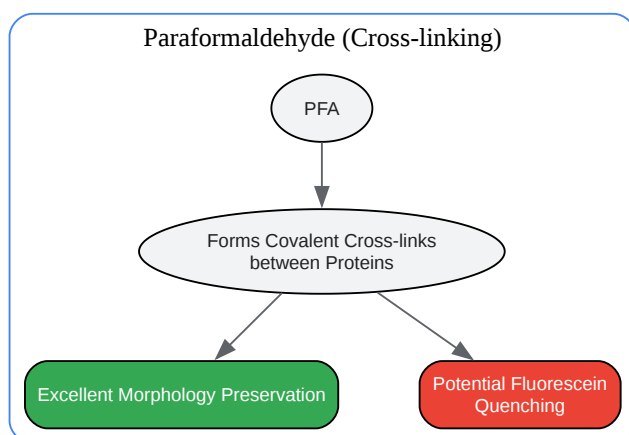 Paraformaldehyde (Cross-linking)
PFA
Forms Covalent Cross-links
between Proteins
Excellent Morphology Preservation
Potential Fluorescein
Quenching